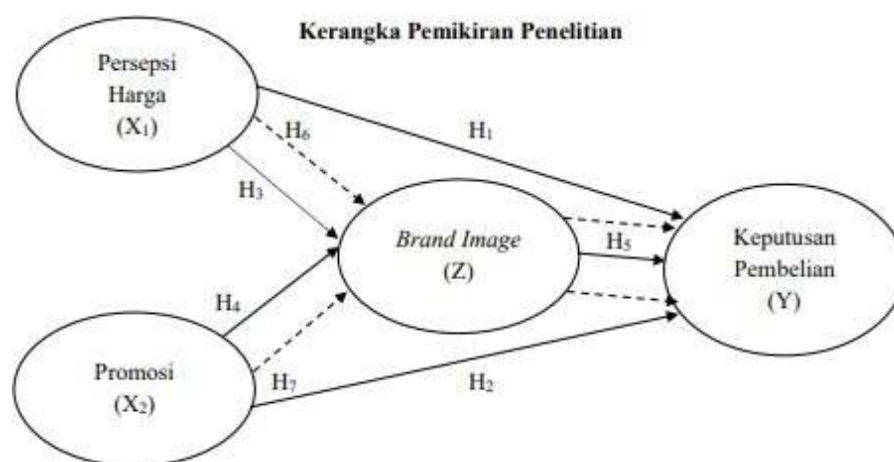 Kerangka Pemikiran Penelitian
Persepsi
Harga
(X₁)
H₆
H₁
H₃
Brand Image
(Z)
H₅
Keputusan
Pembelian
(Y)
H₄
Promosi
(X₂)
H₇
H₂